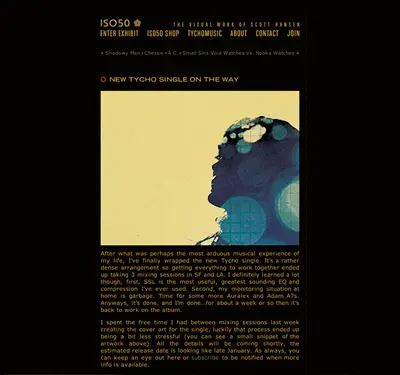 ISO50
THE VISUAL WORK OF SCOTT HANSEN
ENTER EXHIBIT ISO50 SHOP TYCHOMUSIC ABOUT CONTACT JOIN
« Shadowy Men+Chessie+A.C.+Small Sins Void Watches vs. Nooka Watches »
NEW TYCHO SINGLE ON THE WAY
After what was perhaps the most arduous musical experience of
my life, I've finally wrapped the new Tycho single. It's a rather
dense arrangement so getting everything to work together ended
up taking 3 mixing sessions in SF and LA. I definitely learned a lot
though, first, SSL is the most useful, greatest sounding EQ and
compression I've ever used. Second, my monitoring situation at
home is garbage. Time for some more Auralex and Adam A7s.
Anyways, it's done, and I'm done..for about a week or so then it's
back to work on the album.
I spent the free time I had between mixing sessions last week
creating the cover art for the single, luckily that process ended up
being a bit less stressful (you can see a small snippet of the
artwork above). All the details will be coming shortly, the
estimated release date is looking like late January. As always, you
can keep an eye out here or subscribe to be notified when more
info is available.